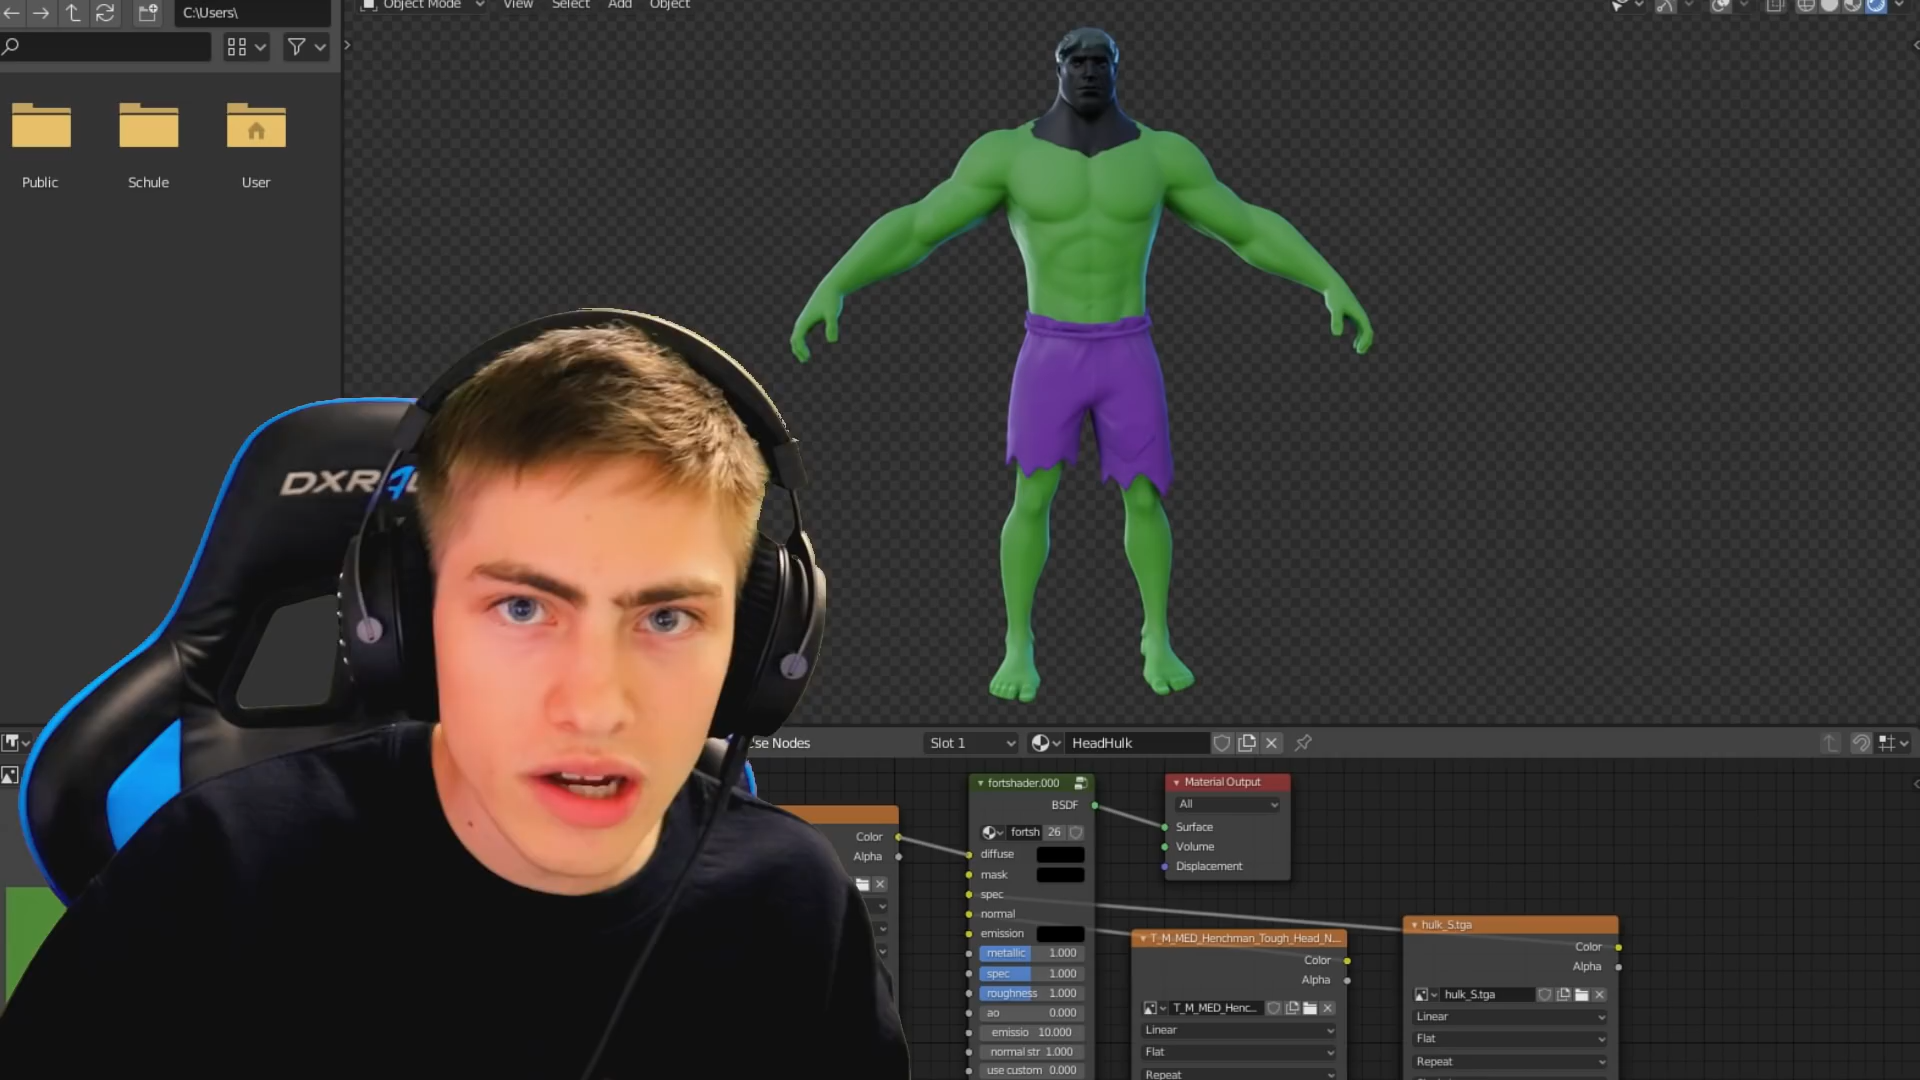 C:\Users\
Object Mode
View
Select
Add
Object
Public
Schule
User
DXRA
Nodes
Slot 1
HeadHulk
Color
Alpha
fortshader.000
BSDF
fortsh 26
diffuse
mask
spec
normal
emission
metallic 1.000
spec 1.000
roughness 1.000
ao 0.000
emissio 10.000
normal str 1.000
use custom 0.000
Material Output
All
Surface
Volume
Displacement
T_M_MED_Henchman_Tough_Head_N...
Color
Alpha
T_M_MED_Henc...
Linear
Flat
Repeat
hulk_S.tga
Color
Alpha
hulk_S.tga
Linear
Flat
Repeat